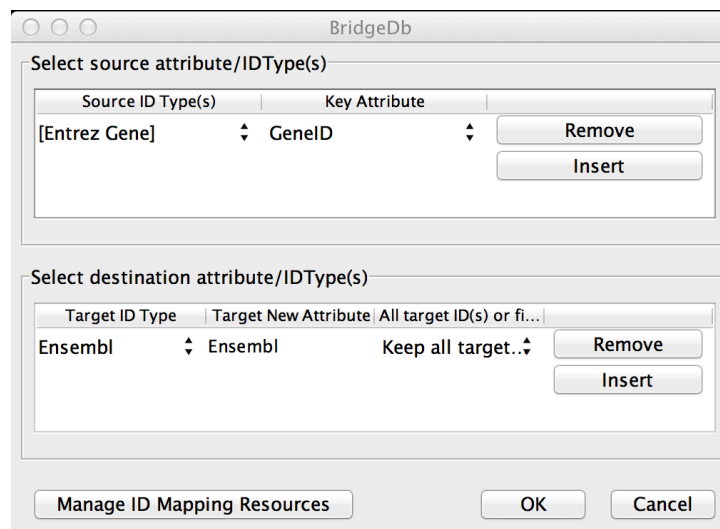 BridgeDb
Select source attribute/IDType(s)
Source ID Type(s) Key Attribute
[Entrez Gene] GeneID Remove
Insert
Select destination attribute/IDType(s)
Target ID Type Target New Attribute All target ID(s) or fi...
Ensembl Ensembl Keep all target... Remove
Insert
Manage ID Mapping Resources OK Cancel